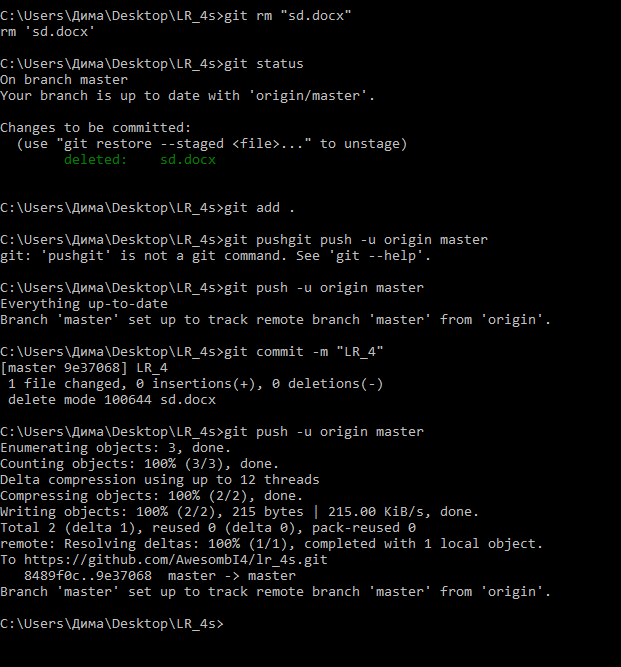 C:\Users\Дима\Desktop\LR_4s>git rm "sd.docx"
rm 'sd.docx'
C:\Users\Дима\Desktop\LR_4s>git status
On branch master
Your branch is up to date with 'origin/master'.
Changes to be committed:
  (use "git restore --staged <file>..." to unstage)
        deleted:    sd.docx
C:\Users\Дима\Desktop\LR_4s>git add .
C:\Users\Дима\Desktop\LR_4s>git pushgit push -u origin master
git: 'pushgit' is not a git command. See 'git --help'.
C:\Users\Дима\Desktop\LR_4s>git push -u origin master
Everything up-to-date
Branch 'master' set up to track remote branch 'master' from 'origin'.
C:\Users\Дима\Desktop\LR_4s>git commit -m "LR_4"
[master 9e37068] LR_4
 1 file changed, 0 insertions(+), 0 deletions(-)
 delete mode 100644 sd.docx
C:\Users\Дима\Desktop\LR_4s>git push -u origin master
Enumerating objects: 3, done.
Counting objects: 100% (3/3), done.
Delta compression using up to 12 threads
Compressing objects: 100% (2/2), done.
Writing objects: 100% (2/2), 215 bytes | 215.00 KiB/s, done.
Total 2 (delta 1), reused 0 (delta 0), pack-reused 0
remote: Resolving deltas: 100% (1/1), completed with 1 local object.
To https://github.com/AwesombI4/lr_4s.git
   8489f0c..9e37068  master -> master
Branch 'master' set up to track remote branch 'master' from 'origin'.
C:\Users\Дима\Desktop\LR_4s>